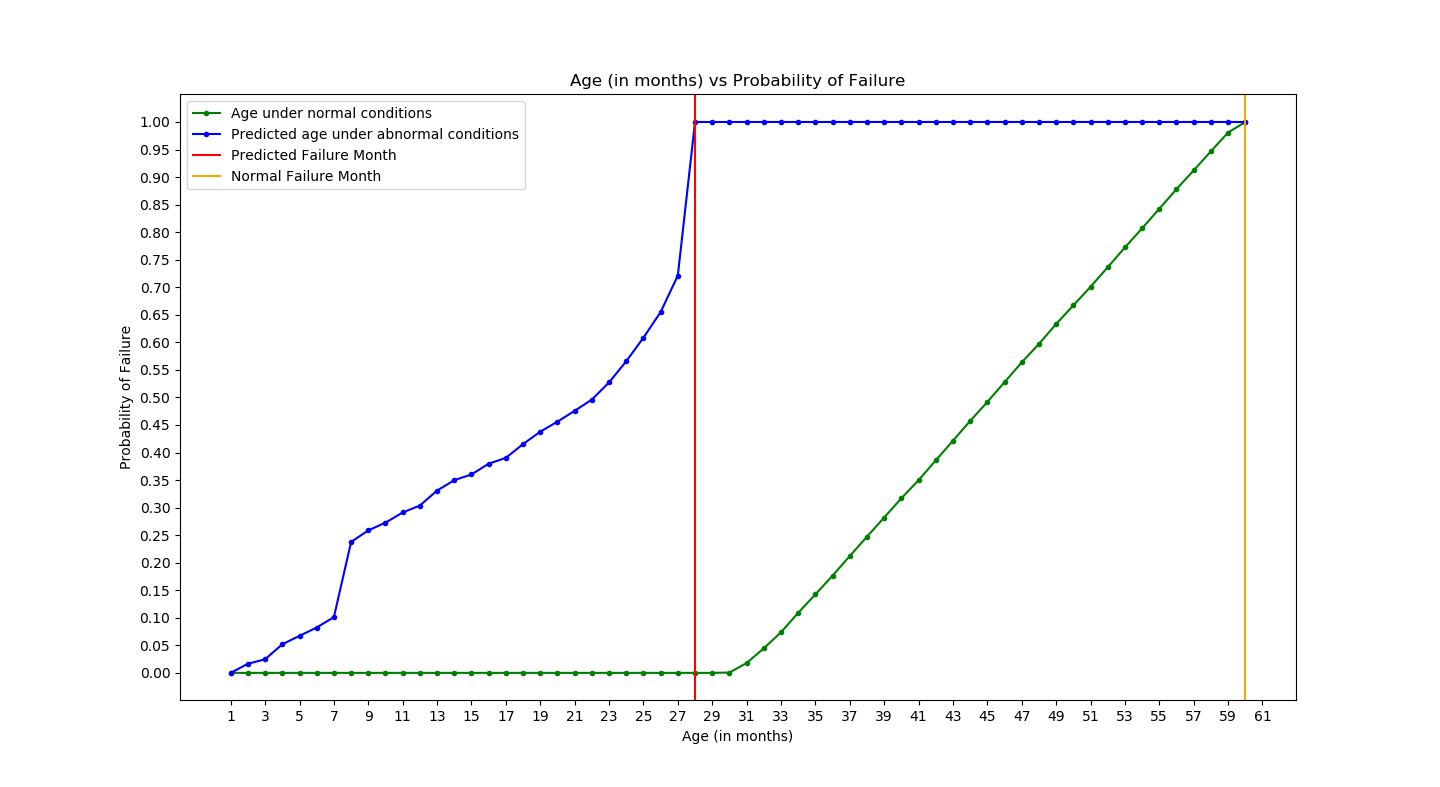 Age (in months) vs Probability of Failure
Age under normal conditions
Predicted age under abnormal conditions
Predicted Failure Month
Normal Failure Month
1.00
0.95
0.90
0.85
0.80
0.75
0.70
0.65
0.60
0.55
0.50
0.45
0.40
0.35
0.30
0.25
0.20
0.15
0.10
0.05
0.00
Probability of Failure
1 3 5 7 9 11 13 15 17 19 21 23 25 27 29 31 33 35 37 39 41 43 45 47 49 51 53 55 57 59 61
Age (in months)